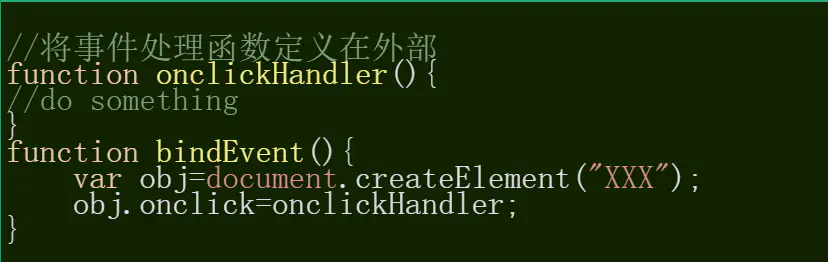 //将事件处理函数定义在外部
function onclickHandler(){
//do something
}
function bindEvent(){
    var obj=document.createElement("XXX");
    obj.onclick=onclickHandler;
}